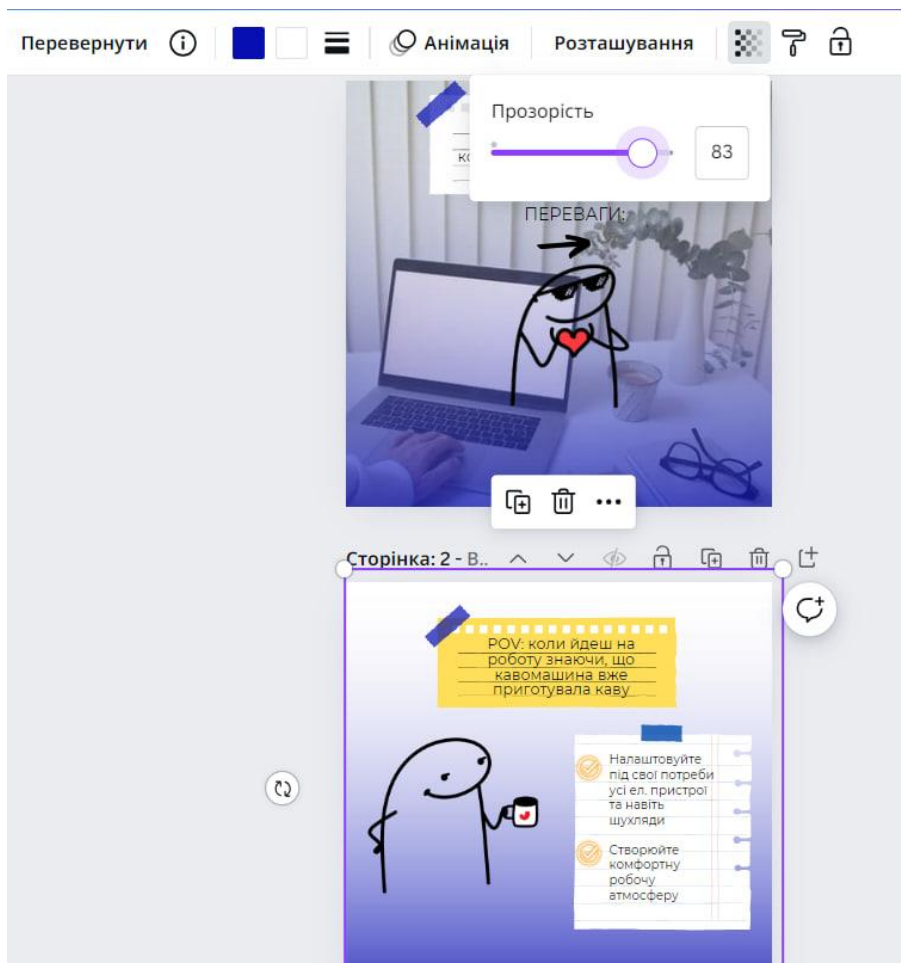 Перевернути Анімація Розташування
Прозорість
83
ПЕРЕВАГИ:
Сторінка: 2 - В..
POV: коли йдеш на
роботу знаючи, що
кавомашина вже
приготувала каву
Налаштовуйте
під свої потреби
усі ел. пристрої
та навіть
шухляди
Створюйте
комфортну
робочу
атмосферу